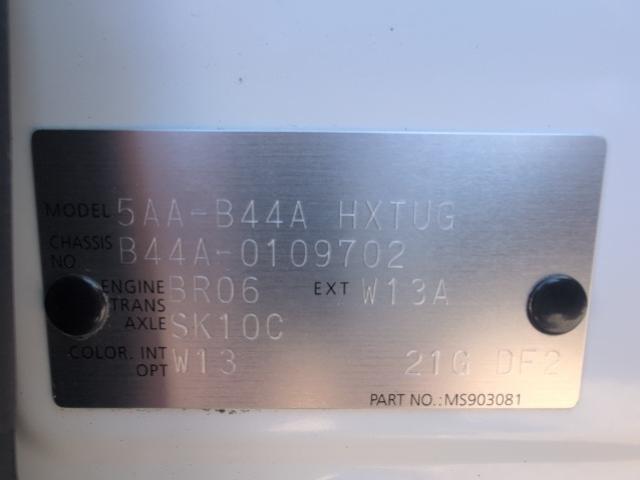 MODEL 5AA-B44A HXTUG
CHASSIS NO. B44A-0109702
ENGINE BR06 EXT W13A
TRANS AXLE SK10C
COLOR. INT OPT W13 21G DF2
PART NO.:MS903081